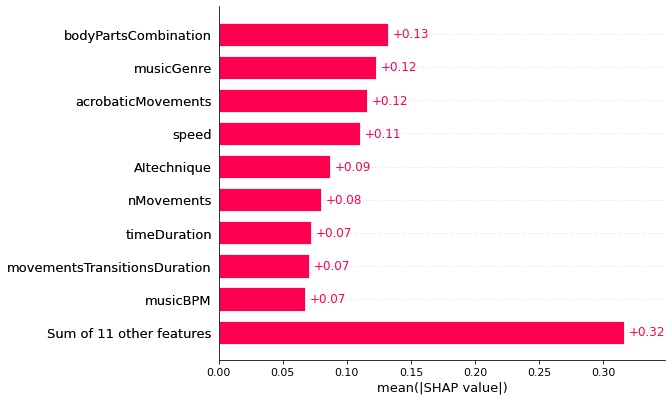 bodyPartsCombination +0.13
musicGenre +0.12
acrobaticMovements +0.12
speed +0.11
AItechnique +0.09
nMovements +0.08
timeDuration +0.07
movementsTransitionsDuration +0.07
musicBPM +0.07
Sum of 11 other features +0.32
0.00 0.05 0.10 0.15 0.20 0.25 0.30
mean(|SHAP value|)